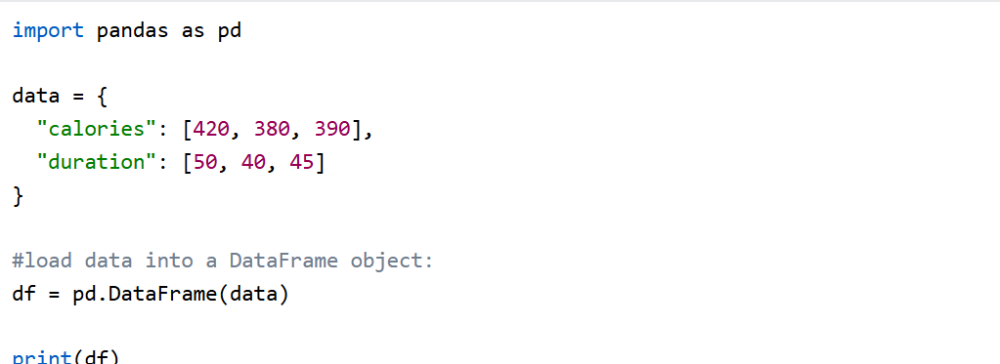 import pandas as pd
data = {
  "calories": [420, 380, 390],
  "duration": [50, 40, 45]
}
#load data into a DataFrame object:
df = pd.DataFrame(data)
print(df)